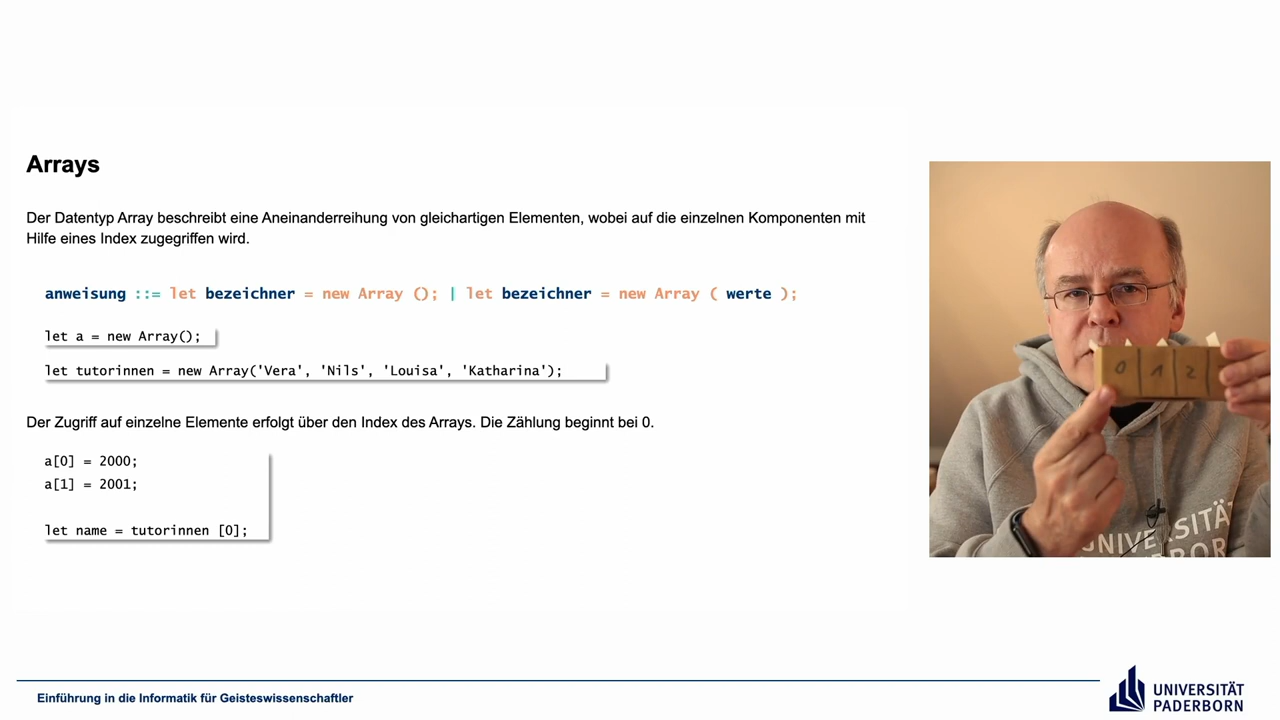 Arrays
Der Datentyp Array beschreibt eine Aneinanderreihung von gleichartigen Elementen, wobei auf die einzelnen Komponenten mit
Hilfe eines Index zugegriffen wird.
anweisung ::= let bezeichner = new Array (); | let bezeichner = new Array ( werte );
let a = new Array();
let tutorinnen = new Array('Vera', 'Nils', 'Louisa', 'Katharina');
Der Zugriff auf einzelne Elemente erfolgt über den Index des Arrays. Die Zählung beginnt bei 0.
a[0] = 2000;
a[1] = 2001;
let name = tutorinnen [0];
0 1 2
UNIVERSITÄ
PADERBOR
Einführung in die Informatik für Geisteswissenschaftler
UNIVERSITÄT
PADERBORN